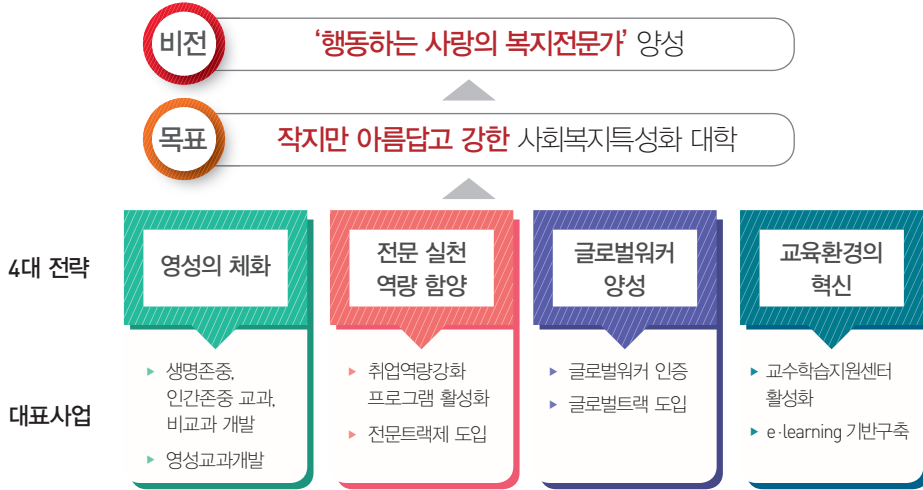 비전
‘행동하는 사랑의 복지전문가’ 양성
목표
작지만 아름답고 강한 사회복지특성화 대학
4대 전략
영성의 체화
전문 실천
역량 함양
글로벌워커
양성
교육환경의
혁신
대표사업
▸ 생명존중,
인간존중 교과,
비교과 개발
▸ 영성교과개발
▸ 취업역량강화
프로그램 활성화
▸ 전문트랙제 도입
▸ 글로벌워커 인증
▸ 글로벌트랙 도입
▸ 교수학습지원센터
활성화
▸ e-learning 기반구축